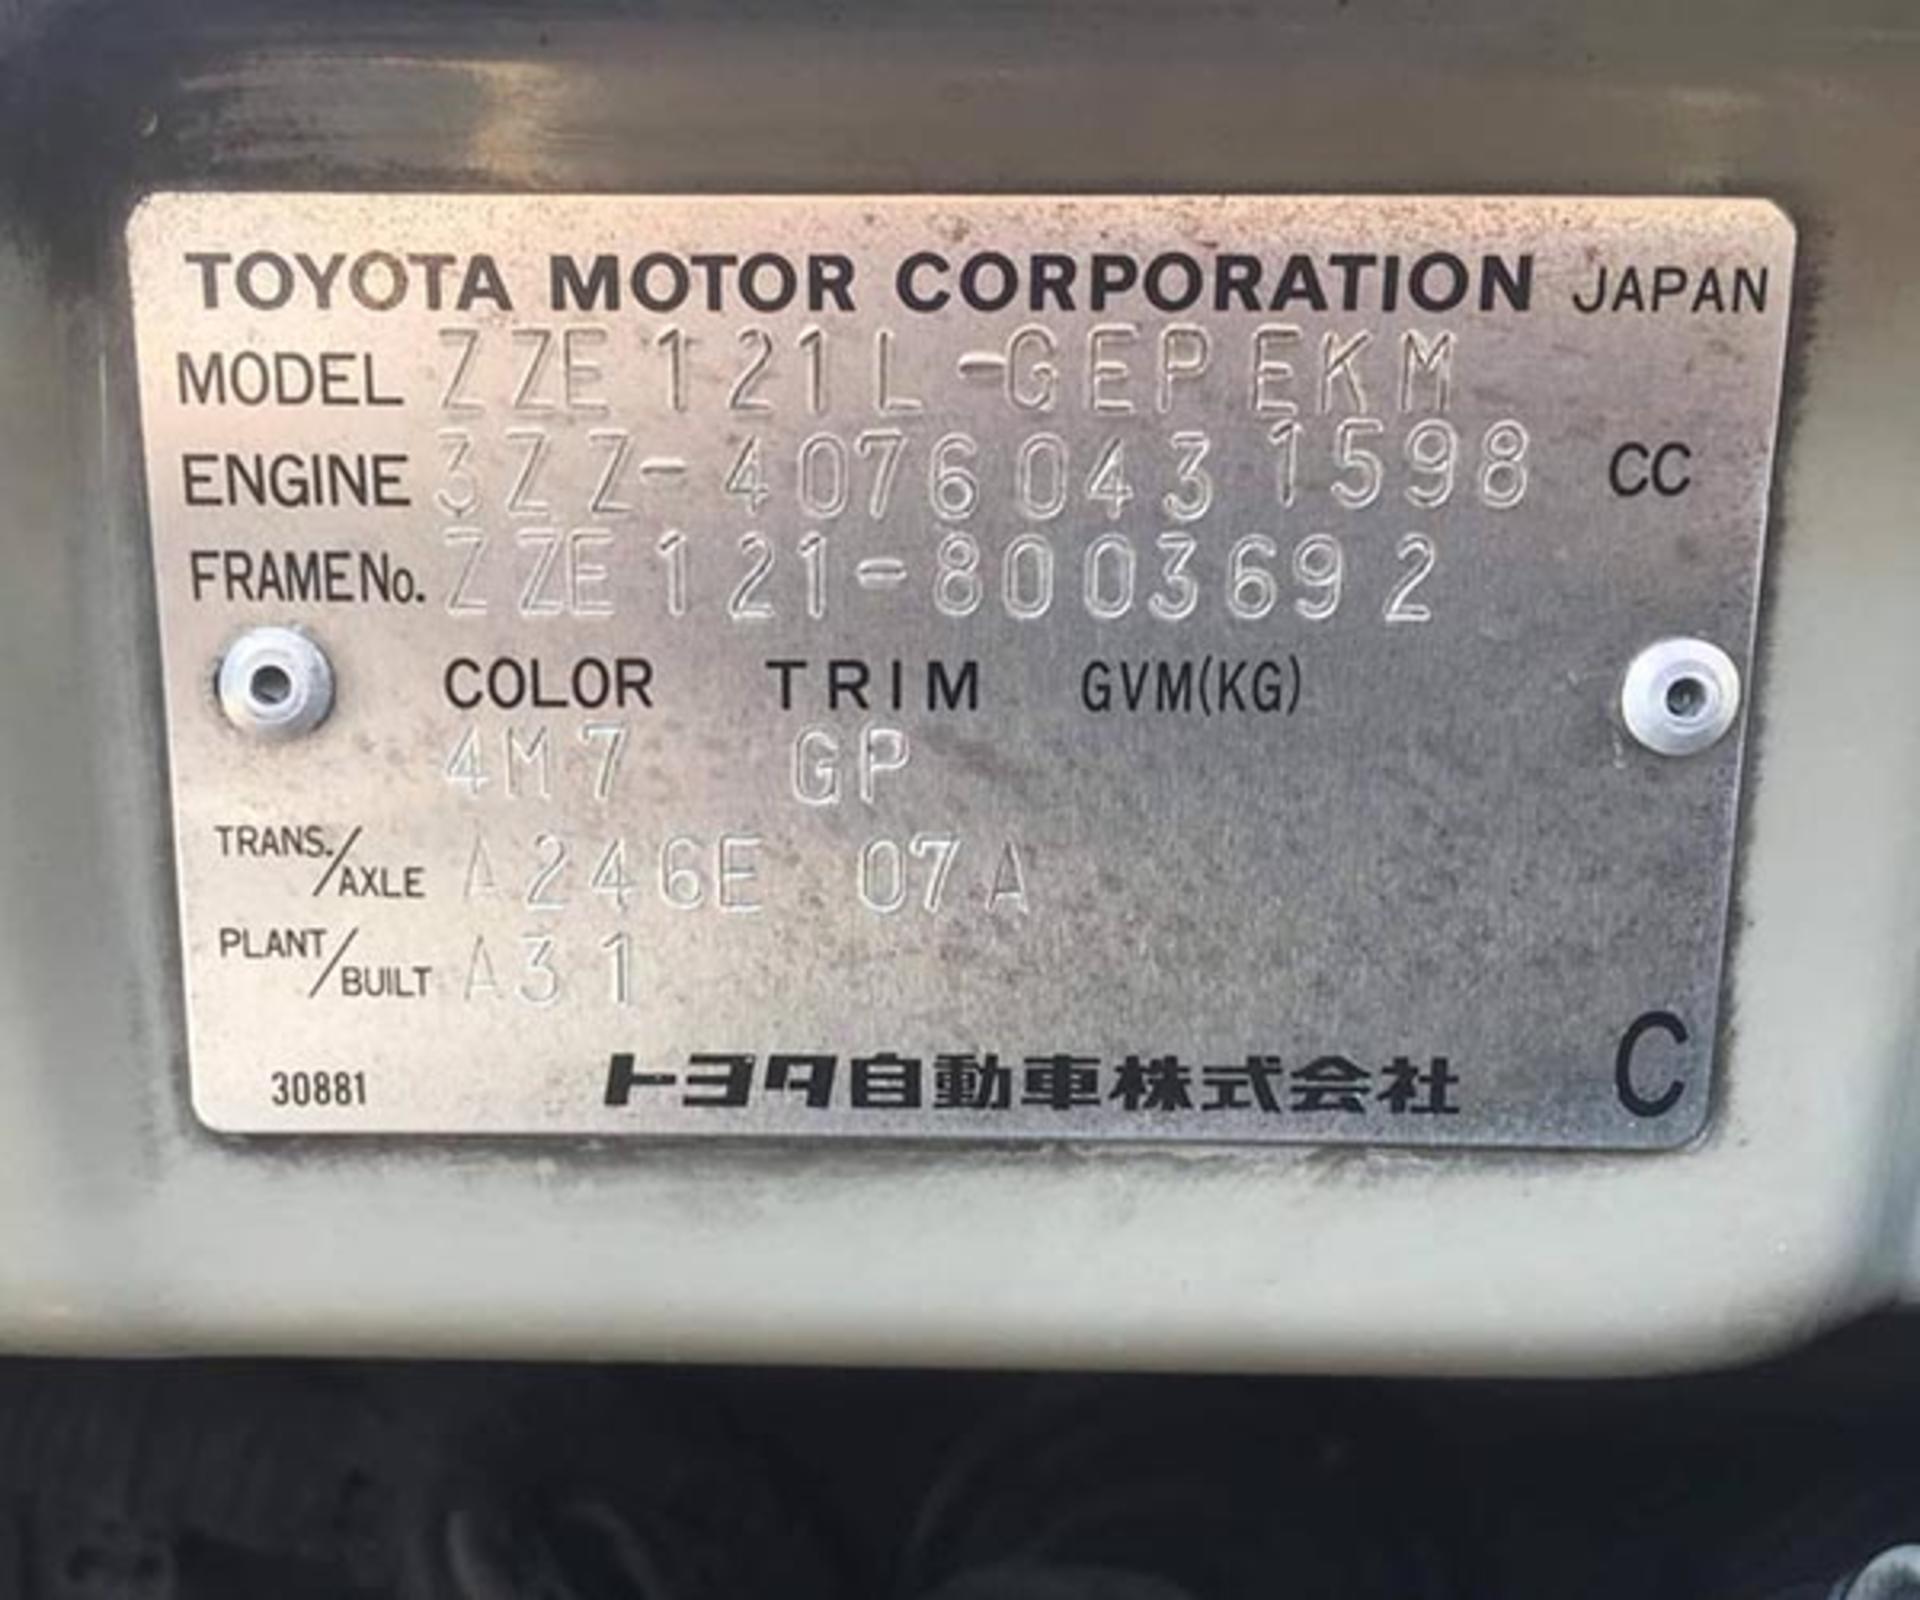 TOYOTA MOTOR CORPORATION JAPAN
MODEL ZZE121L-GEPEKM
ENGINE 3ZZ-4076043 1598 CC
FRAME No. ZZE121-8003692
COLOR TRIM GVM(KG)
4M7 GP
TRANS./AXLE A246E 07A
PLANT/BUILT A31
30881 トヨタ自動車株式会社 C